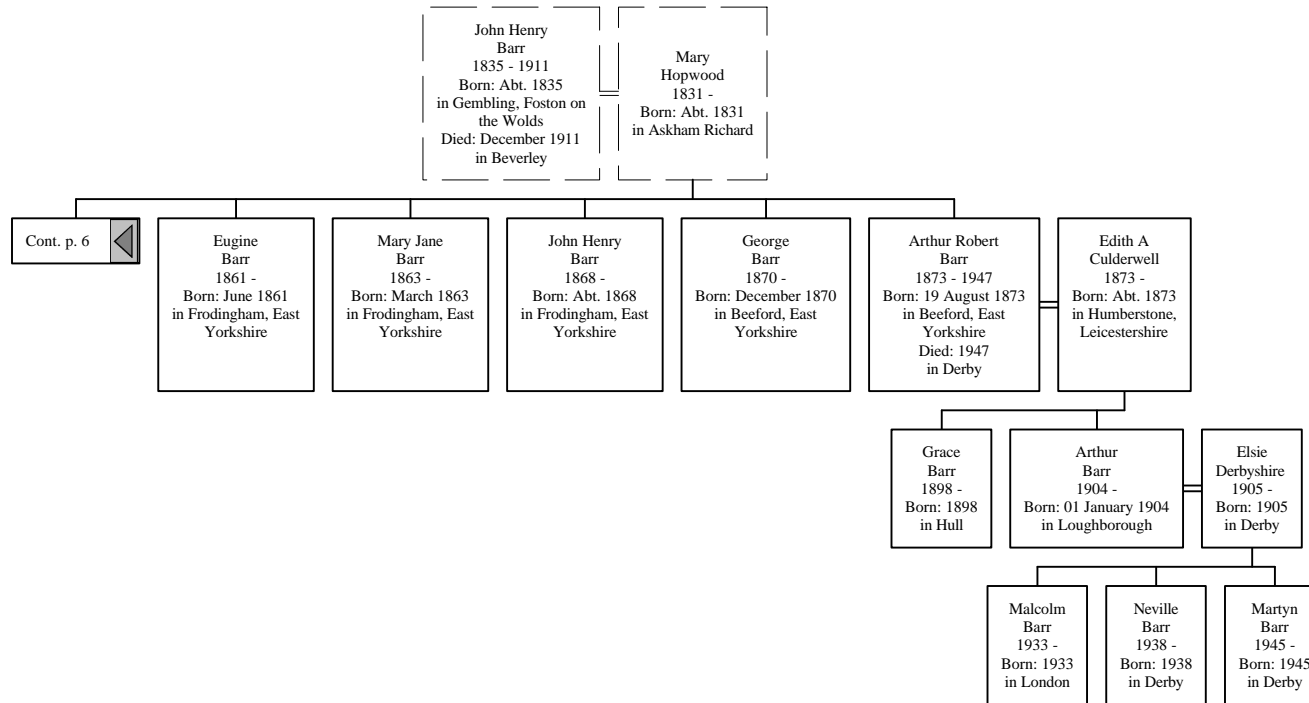 John Henry
Barr
1835 - 1911
Born: Abt. 1835
in Gembling, Foston on
the Wolds
Died: December 1911
in Beverley
Mary
Hopwood
1831 -
Born: Abt. 1831
in Askham Richard
Cont. p. 6
Eugine
Barr
1861 -
Born: June 1861
in Frodingham, East
Yorkshire
Mary Jane
Barr
1863 -
Born: March 1863
in Frodingham, East
Yorkshire
John Henry
Barr
1868 -
Born: Abt. 1868
in Frodingham, East
Yorkshire
George
Barr
1870 -
Born: December 1870
in Beeford, East
Yorkshire
Arthur Robert
Barr
1873 - 1947
Born: 19 August 1873
in Beeford, East
Yorkshire
Died: 1947
in Derby
Edith A
Culderwell
1873 -
Born: Abt. 1873
in Humberstone,
Leicestershire
Grace
Barr
1898 -
Born: 1898
in Hull
Arthur
Barr
1904 -
Born: 01 January 1904
in Loughborough
Elsie
Derbyshire
1905 -
Born: 1905
in Derby
Malcolm
Barr
1933 -
Born: 1933
in London
Neville
Barr
1938 -
Born: 1938
in Derby
Martyn
Barr
1945 -
Born: 1945
in Derby